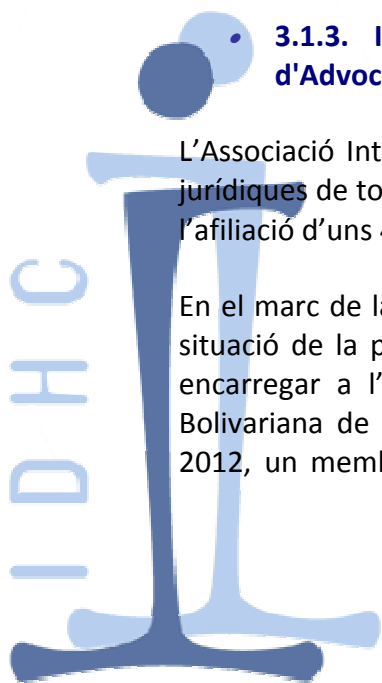 3.1.3. I
d'Advoc
L’Associació Int
jurídiques de to
l’afiliació d’uns
En el marc de la
situació de la p
encarregar a l’
Bolivariana de
2012, un memb
IDHC